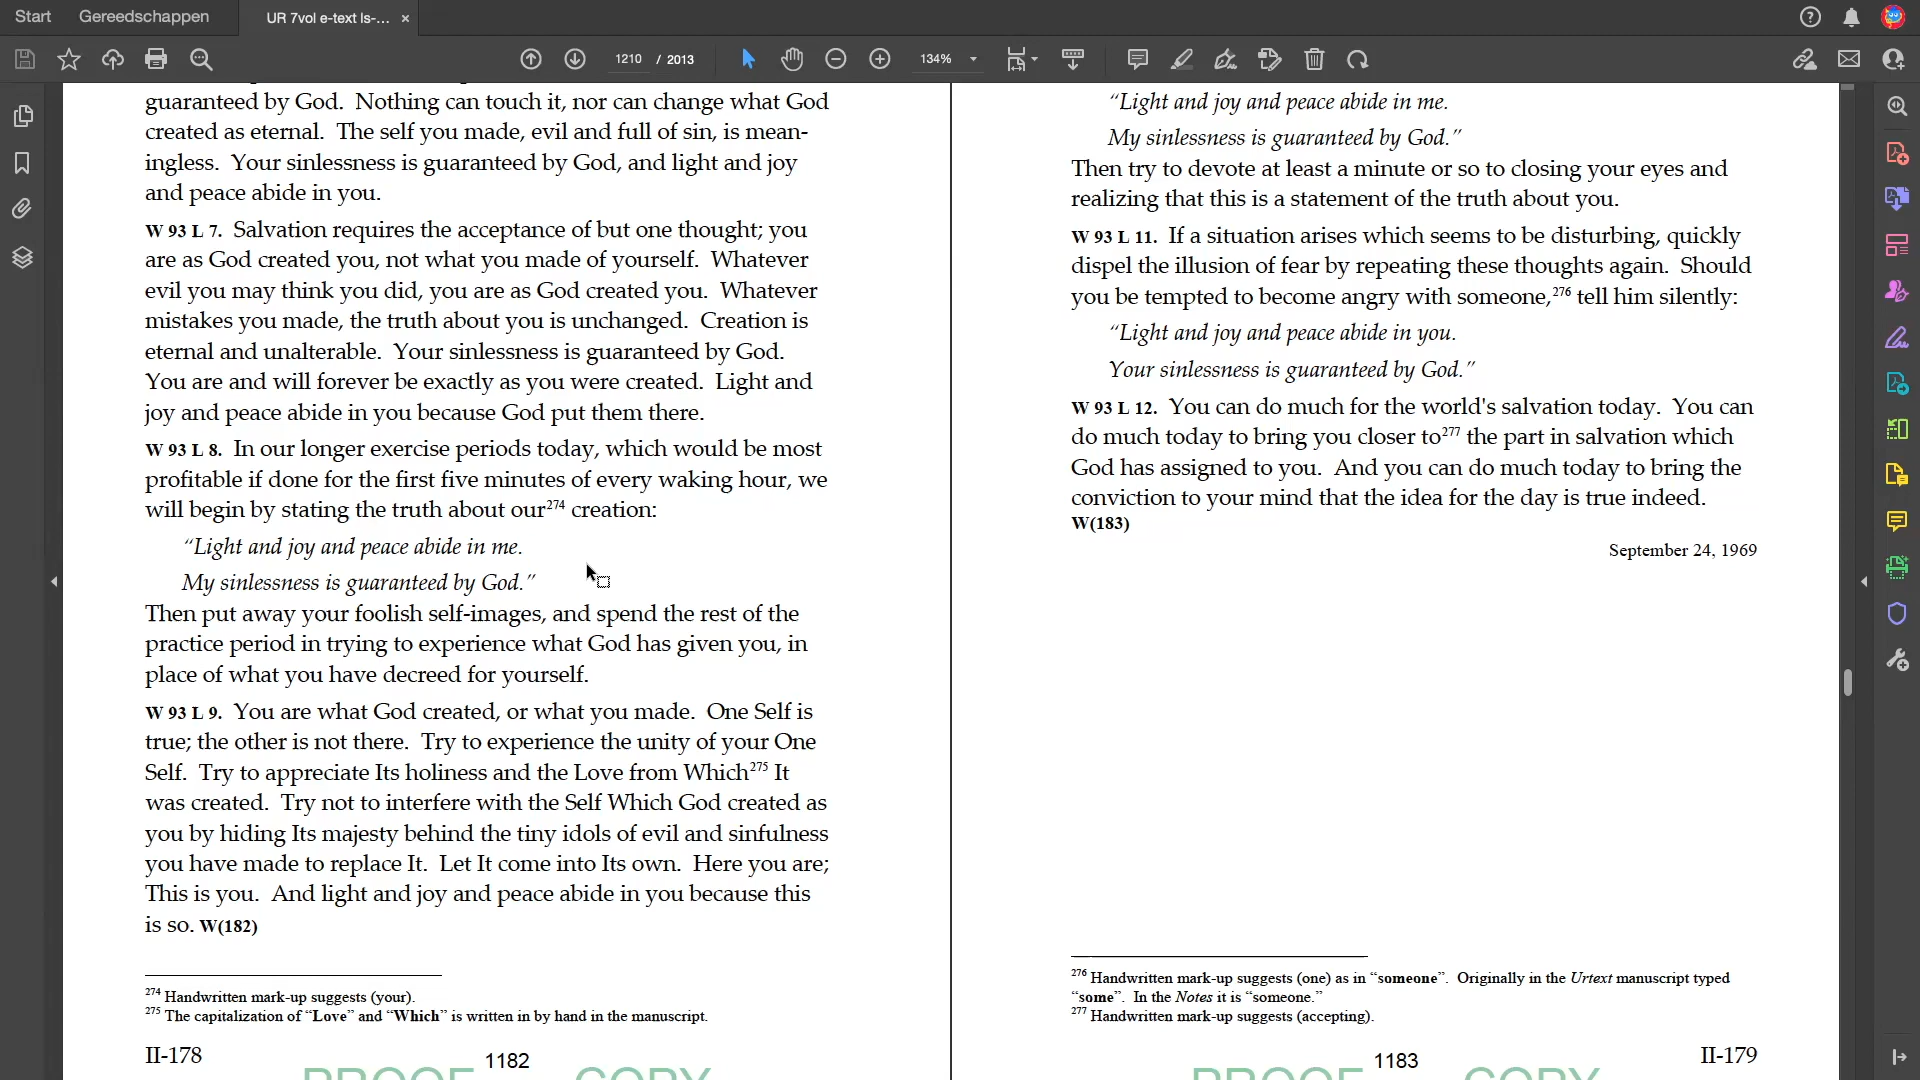 Start Gereedschappen UR 7vol e-text ls-... ×
1210 / 2013 134%
guaranteed by God. Nothing can touch it, nor can change what God
created as eternal. The self you made, evil and full of sin, is mean-
ingless. Your sinlessness is guaranteed by God, and light and joy
and peace abide in you.
W 93 L 7. Salvation requires the acceptance of but one thought; you
are as God created you, not what you made of yourself. Whatever
evil you may think you did, you are as God created you. Whatever
mistakes you made, the truth about you is unchanged. Creation is
eternal and unalterable. Your sinlessness is guaranteed by God.
You are and will forever be exactly as you were created. Light and
joy and peace abide in you because God put them there.
W 93 L 8. In our longer exercise periods today, which would be most
profitable if done for the first five minutes of every waking hour, we
will begin by stating the truth about our274 creation:
“Light and joy and peace abide in me.
My sinlessness is guaranteed by God.”
Then put away your foolish self-images, and spend the rest of the
practice period in trying to experience what God has given you, in
place of what you have decreed for yourself.
W 93 L 9. You are what God created, or what you made. One Self is
true; the other is not there. Try to experience the unity of your One
Self. Try to appreciate Its holiness and the Love from Which275 It
was created. Try not to interfere with the Self Which God created as
you by hiding Its majesty behind the tiny idols of evil and sinfulness
you have made to replace It. Let It come into Its own. Here you are;
This is you. And light and joy and peace abide in you because this
is so. W(182)
274 Handwritten mark-up suggests (your).
275 The capitalization of “Love” and “Which” is written in by hand in the manuscript.
II-178 1182
PROOF COPY
“Light and joy and peace abide in me.
My sinlessness is guaranteed by God.”
Then try to devote at least a minute or so to closing your eyes and
realizing that this is a statement of the truth about you.
W 93 L 11. If a situation arises which seems to be disturbing, quickly
dispel the illusion of fear by repeating these thoughts again. Should
you be tempted to become angry with someone,276 tell him silently:
“Light and joy and peace abide in you.
Your sinlessness is guaranteed by God.”
W 93 L 12. You can do much for the world's salvation today. You can
do much today to bring you closer to277 the part in salvation which
God has assigned to you. And you can do much today to bring the
conviction to your mind that the idea for the day is true indeed.
W(183)
September 24, 1969
276 Handwritten mark-up suggests (one) as in “someone”. Originally in the Urtext manuscript typed
“some”. In the Notes it is “someone.”
277 Handwritten mark-up suggests (accepting).
1183 II-179
PROOF COPY